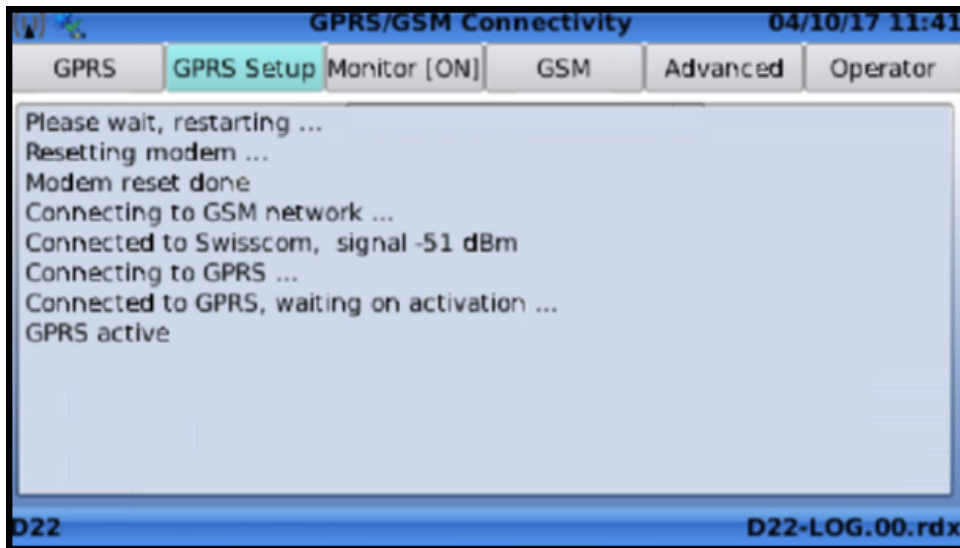 GPRS/GSM Connectivity 04/10/17 11:41
GPRS GPRS Setup Monitor [ON] GSM Advanced Operator
Please wait, restarting ...
Resetting modem ...
Modem reset done
Connecting to GSM network ...
Connected to Swisscom,  signal -51 dBm
Connecting to GPRS ...
Connected to GPRS, waiting on activation ...
GPRS active
D22 D22-LOG.00.rdx